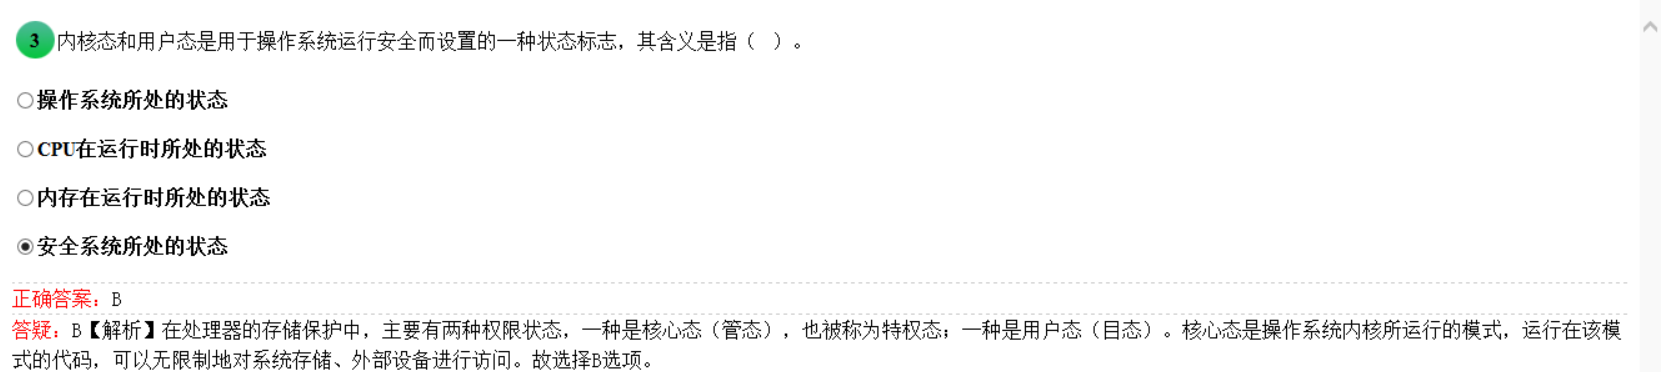 3 内核态和用户态是用于操作系统运行安全而设置的一种状态标志，其含义是指（ ）。
操作系统所处的状态
CPU在运行时所处的状态
内存在运行时所处的状态
安全系统所处的状态
正确答案：B
答疑：B【解析】在处理器的存储保护中，主要有两种权限状态，一种是核心态（管态），也被称为特权态；一种是用户态（目态）。核心态是操作系统内核所运行的模式，运行在该模
式的代码，可以无限制地对系统存储、外部设备进行访问。故选择B选项。